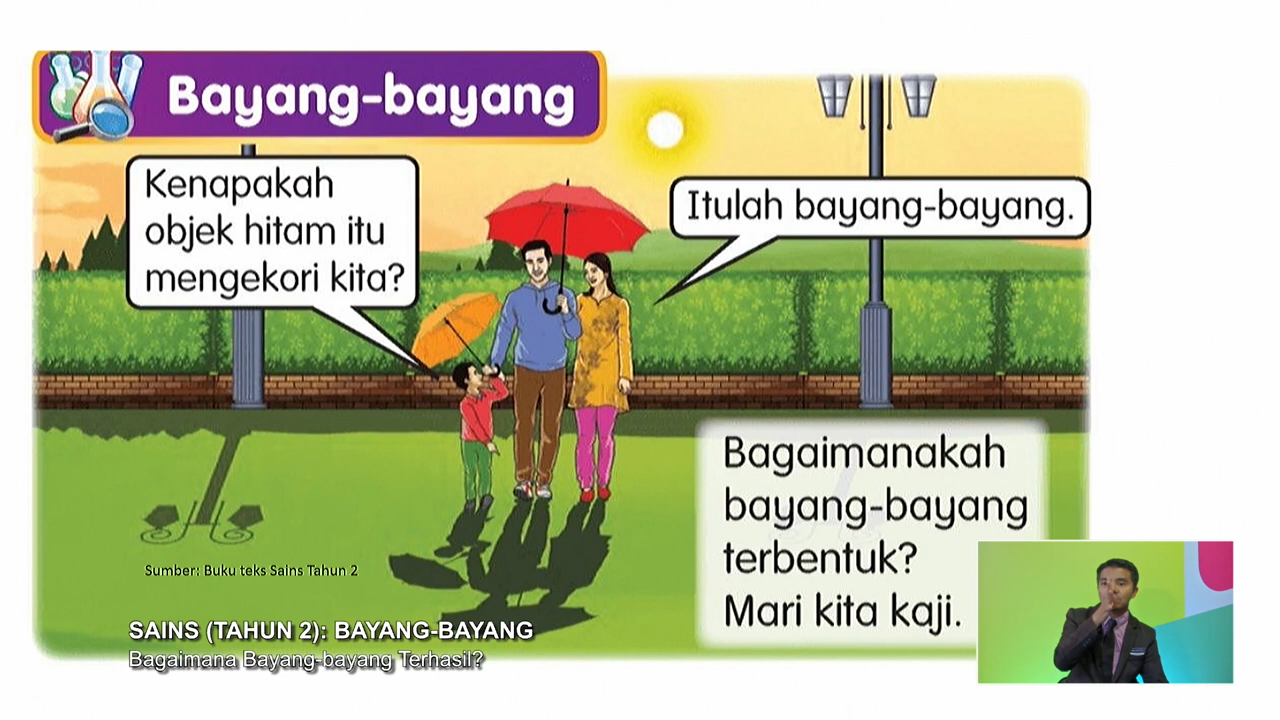 Bayang-bayang
Kenapakah
objek hitam itu
mengekori kita?
Itulah bayang-bayang.
Bagaimanakah
bayang-bayang
terbentuk?
Mari kita kaji.
Sumber: Buku teks Sains Tahun 2
SAINS (TAHUN 2): BAYANG-BAYANG
Bagaimana Bayang-bayang Terhasil?